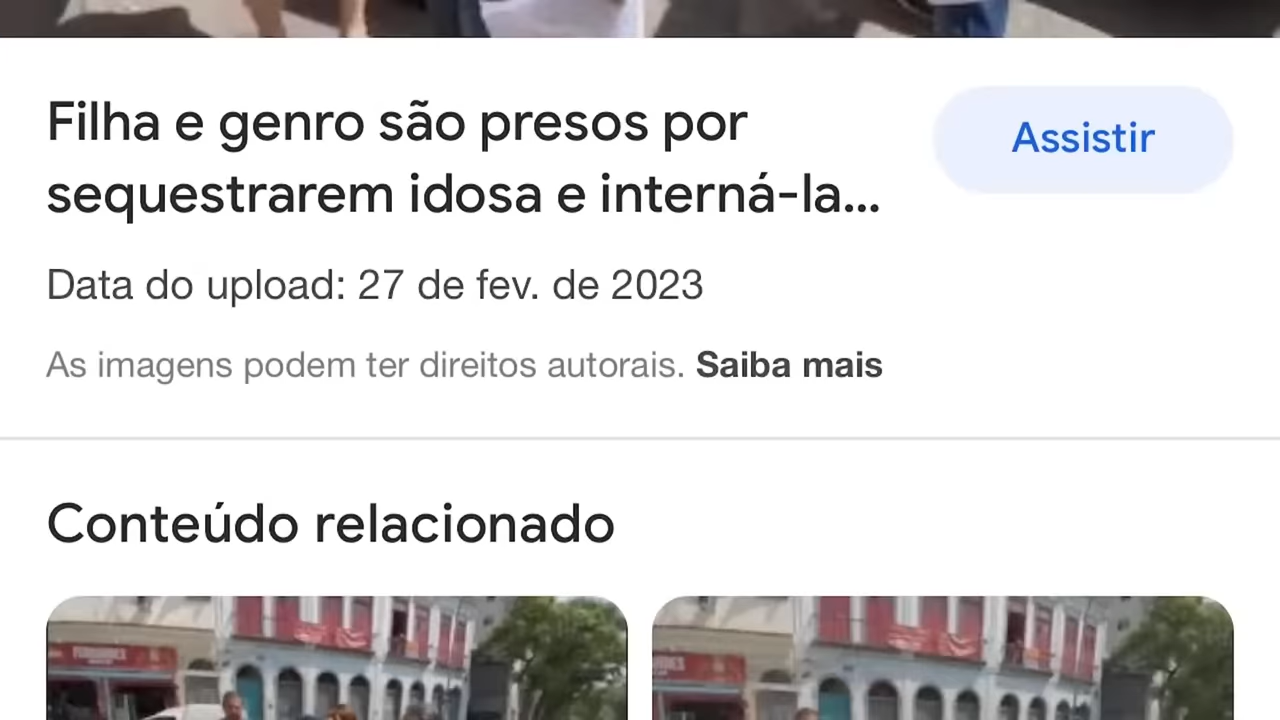 Filha e genro são presos por
sequestrarem idosa e interná-la...
Assistir
Data do upload: 27 de fev. de 2023
As imagens podem ter direitos autorais. Saiba mais
Conteúdo relacionado